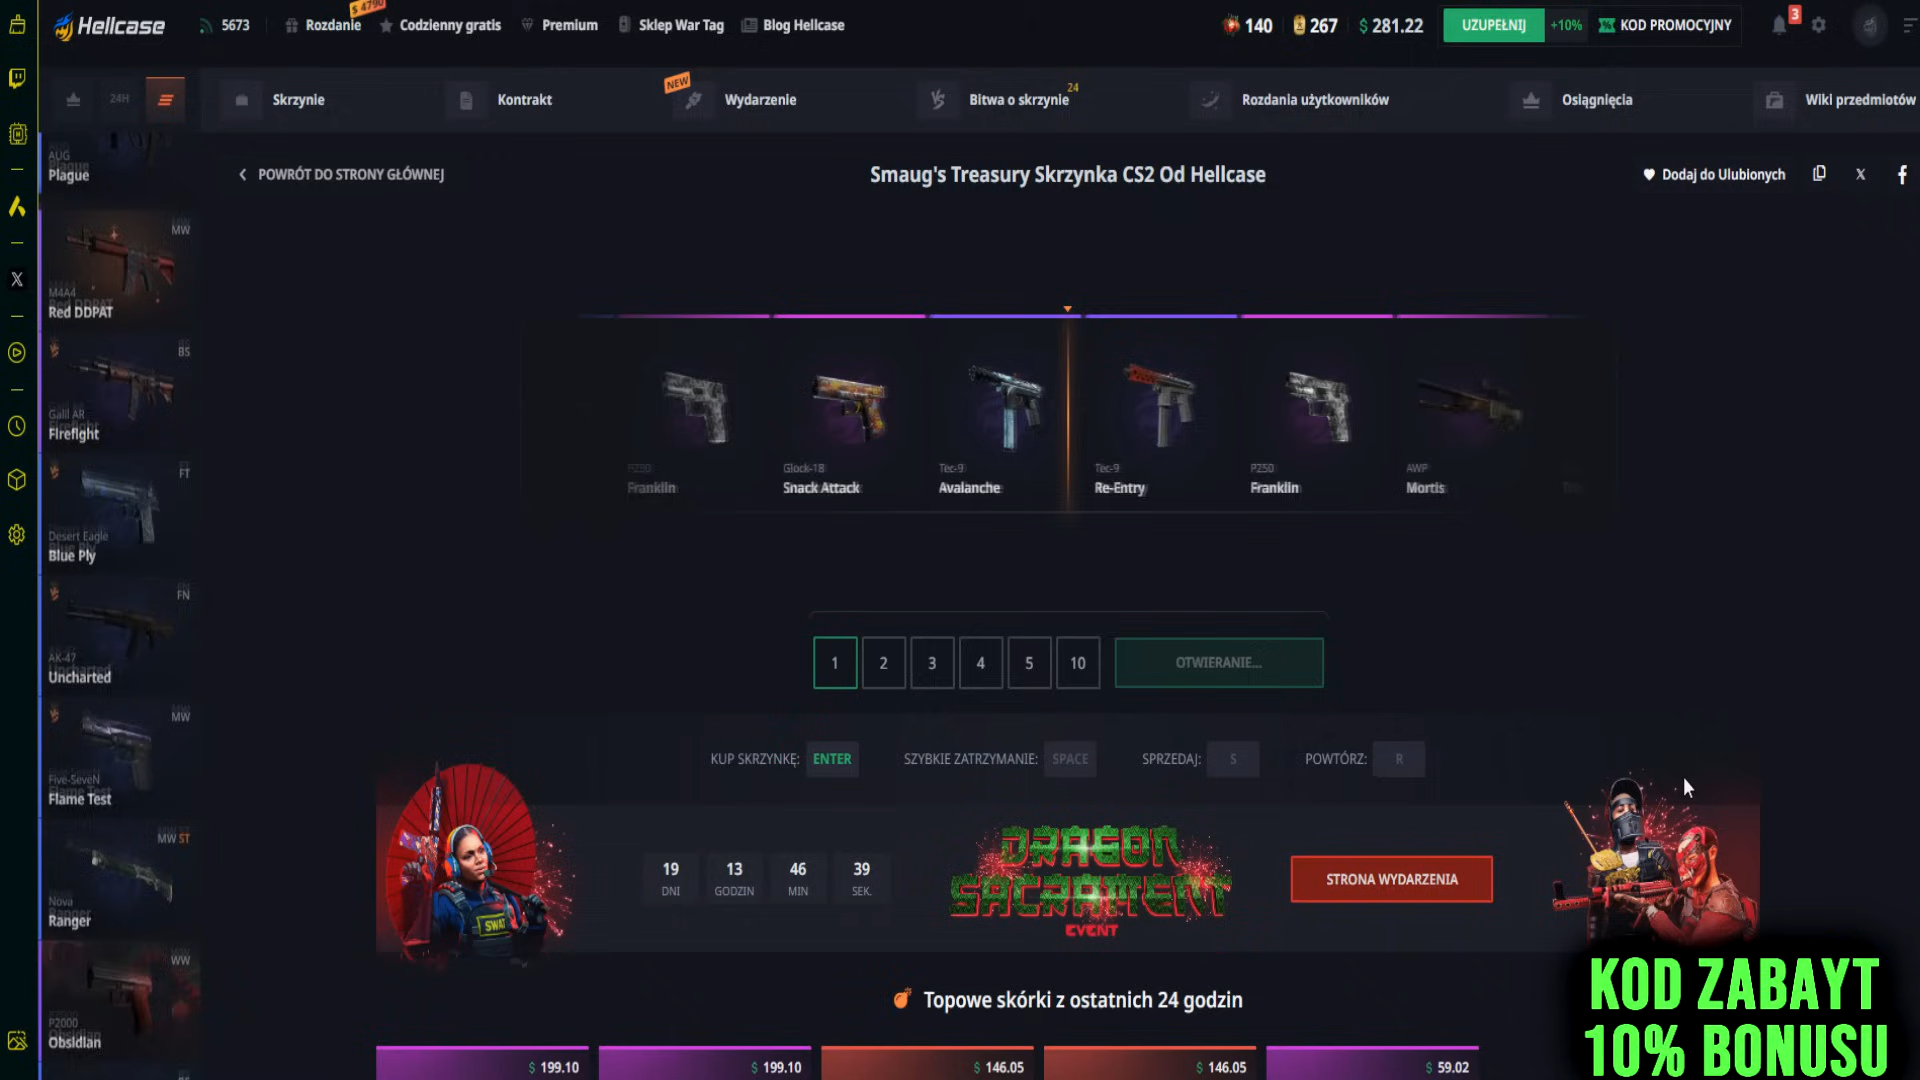 Hellcase
5673
Rozdanie
$ 4790
Codzienny gratis
Premium
Sklep War Tag
Blog Hellcase
140
267
$ 281.22
UZUPEŁNIJ
+10%
KOD PROMOCYJNY
3
24H
Skrzynie
Kontrakt
NEW
Wydarzenie
Bitwa o skrzynie
24
Rozdania użytkowników
Osiągnięcia
Wiki przedmiotów
POWRÓT DO STRONY GŁÓWNEJ
Smaug's Treasury Skrzynka CS2 Od Hellcase
Dodaj do Ulubionych
AUG
Plague
MW
M4A4
Red DDPAT
BS
Galil AR
Firefight
FT
Desert Eagle
Blue Ply
FN
AK-47
Uncharted
MW
Five-SeveN
Flame Test
MW ST
Nova
Ranger
WW
P2000
Obsidian
P250
Franklin
Glock-18
Snack Attack
Tec-9
Avalanche
Tec-9
Re-Entry
P250
Franklin
AWP
Mortis
1
2
3
4
5
10
OTWIERANIE...
KUP SKRZYNKĘ:
ENTER
SZYBKIE ZATRZYMANIE:
SPACE
SPRZEDAJ:
S
POWTÓRZ:
R
19
DNI
13
GODZIN
46
MIN
39
SEK.
SWAT
DRAGON
SACRAMENT
EVENT
STRONA WYDARZENIA
Topowe skórki z ostatnich 24 godzin
$ 199.10
$ 199.10
$ 146.05
$ 146.05
$ 59.02
KOD ZABAYT
10% BONUSU